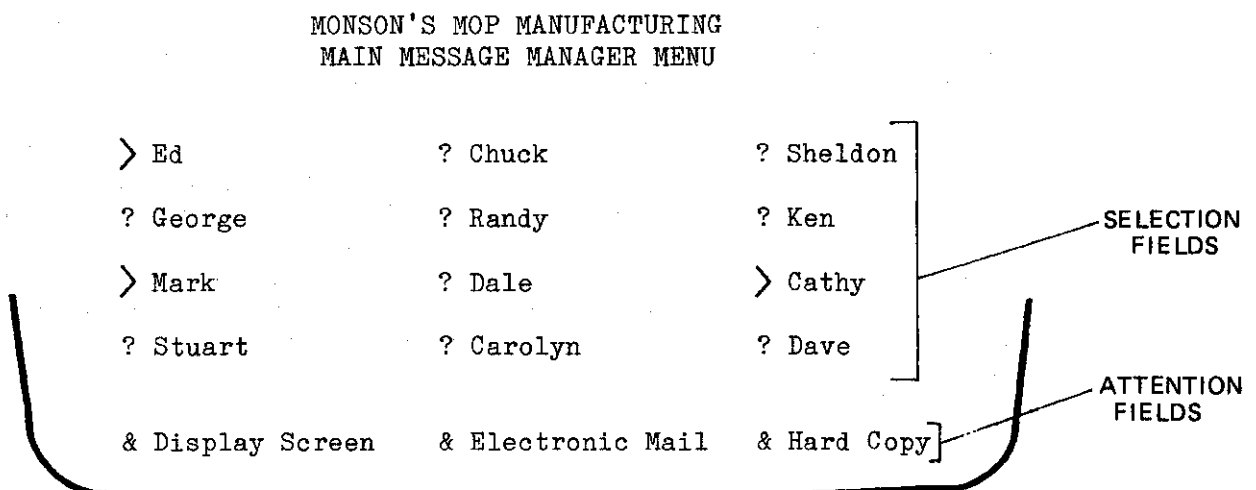 MONSON'S MOP MANUFACTURING
MAIN MESSAGE MANAGER MENU
> Ed ? Chuck ? Sheldon
? George ? Randy ? Ken
SELECTION
FIELDS
> Mark ? Dale > Cathy
? Stuart ? Carolyn ? Dave
ATTENTION
FIELDS
& Display Screen & Electronic Mail & Hard Copy